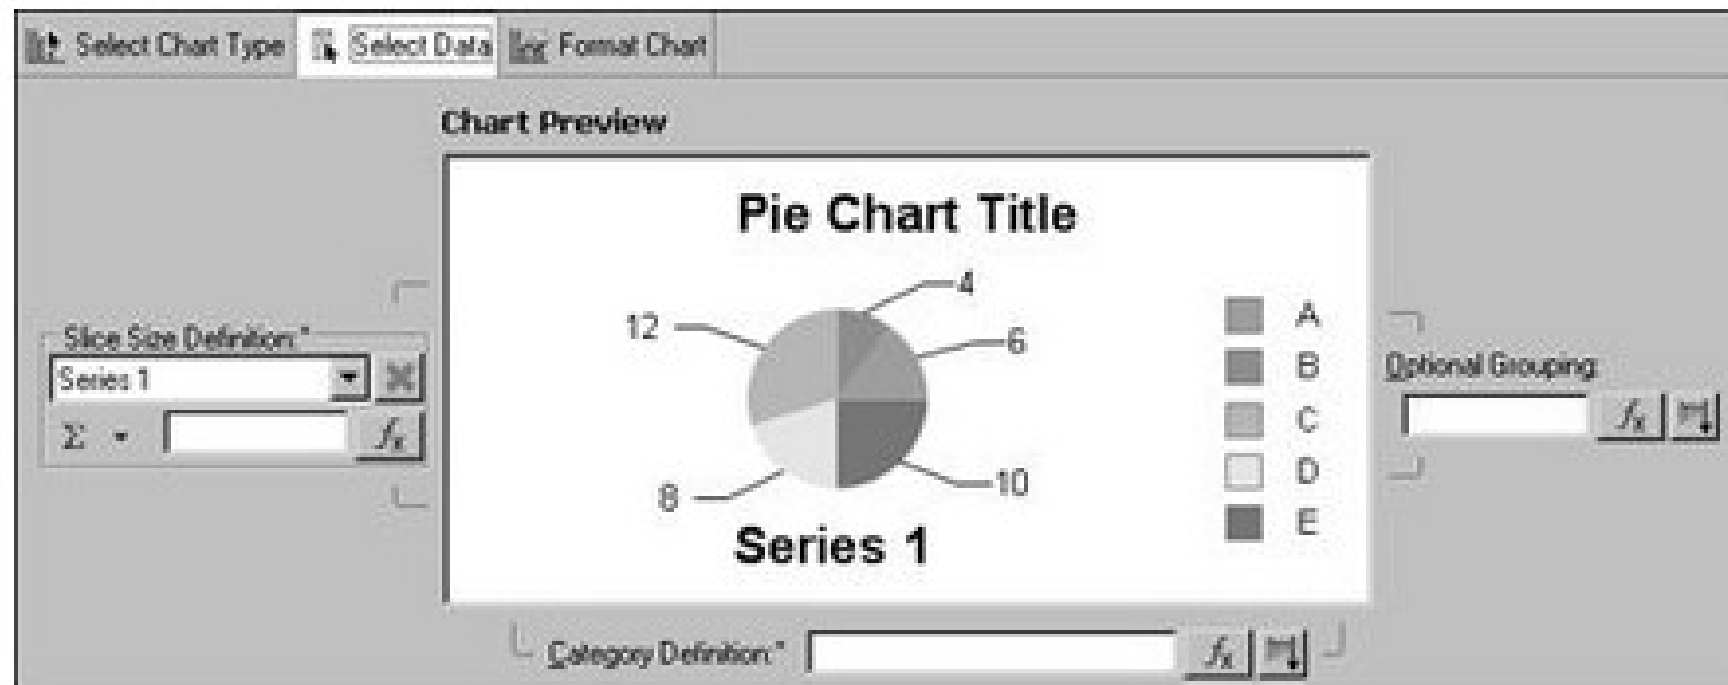 Select Chart Type Select Data Format Chart
Chart Preview
Pie Chart Title
4
12
6
8
10
Series 1
A
B
C
D
E
Slice Size Definition:*
Series 1
Σ fx
Optional Grouping:
fx
Category Definition:* fx